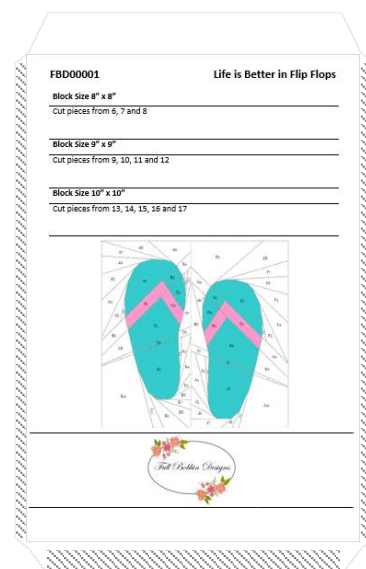 FBD00001 Life is Better in Flip Flops
Block Size 8" x 8"
Cut pieces from 6, 7 and 8
Block Size 9" x 9"
Cut pieces from 9, 10, 11 and 12
Block Size 10" x 10"
Cut pieces from 13, 14, 15, 16 and 17
Full Bobbin Designs